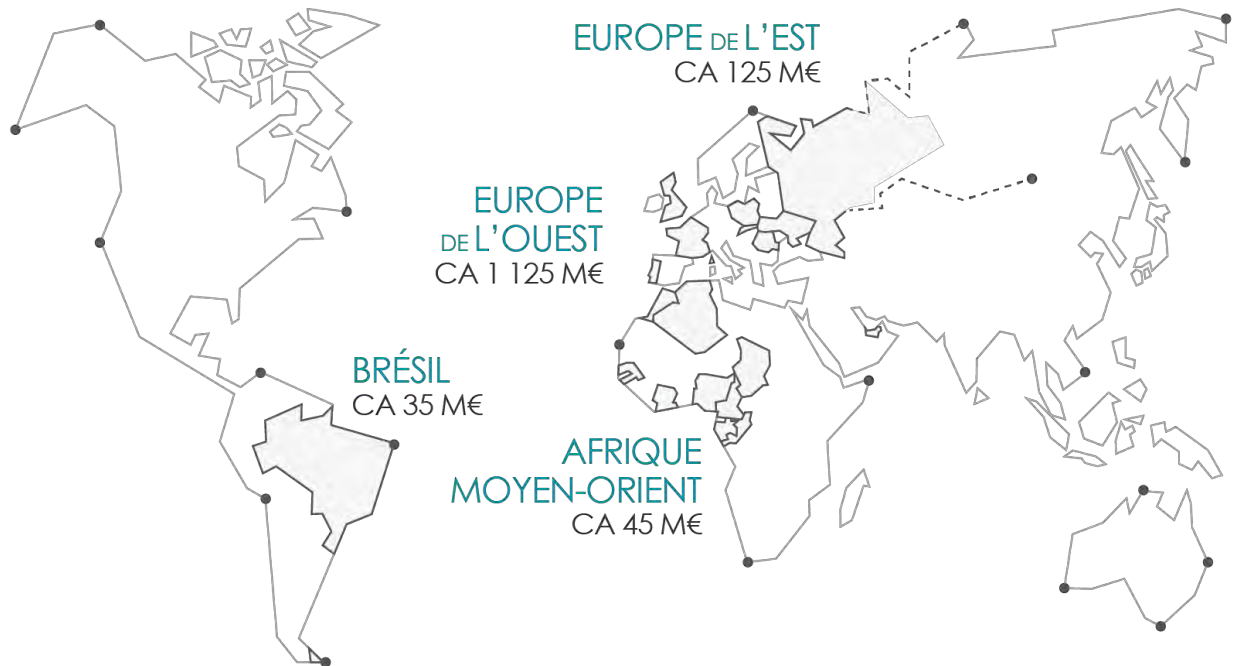 EUROPE DE L'EST
CA 125 M€
EUROPE
DE L'OUEST
CA 1 125 M€
BRÉSIL
CA 35 M€
AFRIQUE
MOYEN-ORIENT
CA 45 M€